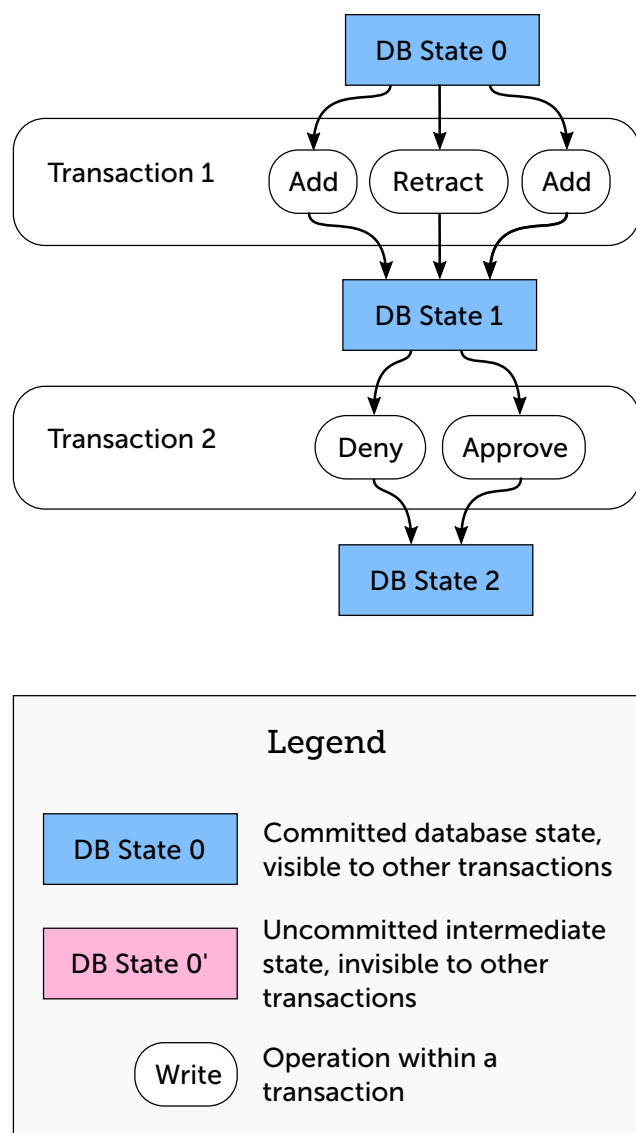 DB State 0
Transaction 1
Add
Retract
Add
DB State 1
Transaction 2
Deny
Approve
DB State 2
Legend
DB State 0
Committed database state,
visible to other transactions
DB State 0'
Uncommitted intermediate
state, invisible to other
transactions
Write
Operation within a
transaction